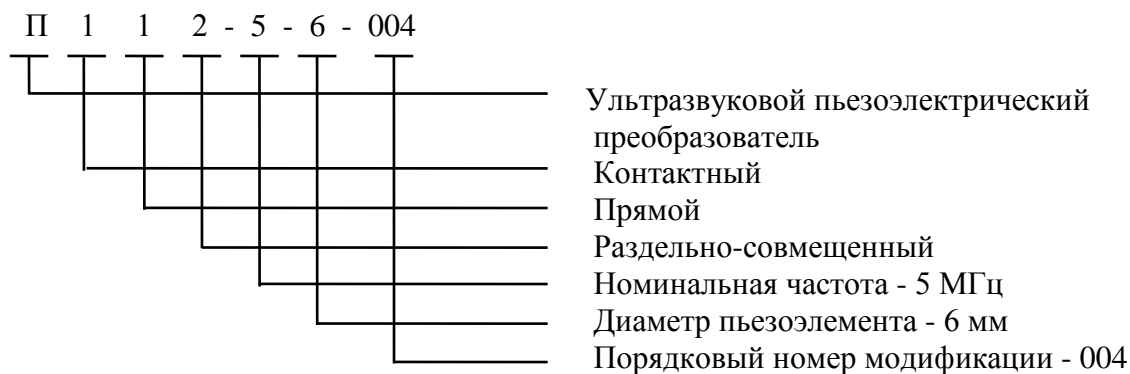 П 1 1 2 - 5 - 6 - 004
Ультразвуковой пьезоэлектрический
преобразователь
Контактный
Прямой
Раздельно-совмещенный
Номинальная частота - 5 МГц
Диаметр пьезоэлемента - 6 мм
Порядковый номер модификации - 004